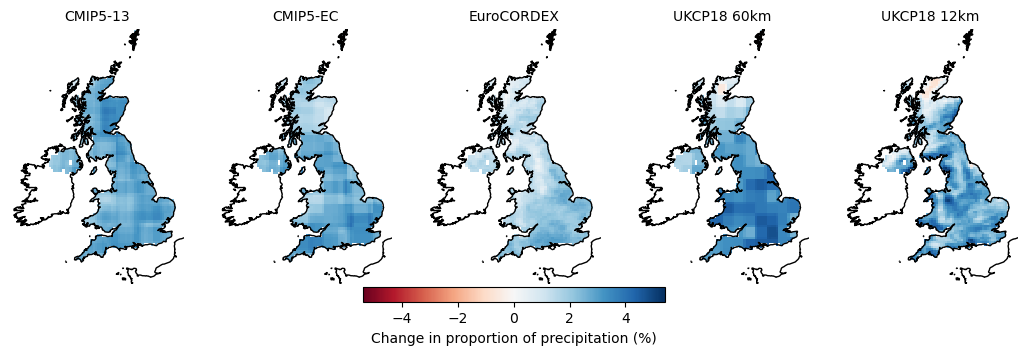 CMIP5-13
CMIP5-EC
EuroCORDEX
UKCP18 60km
UKCP18 12km
−4
−2
0
2
4
Change in proportion of precipitation (%)